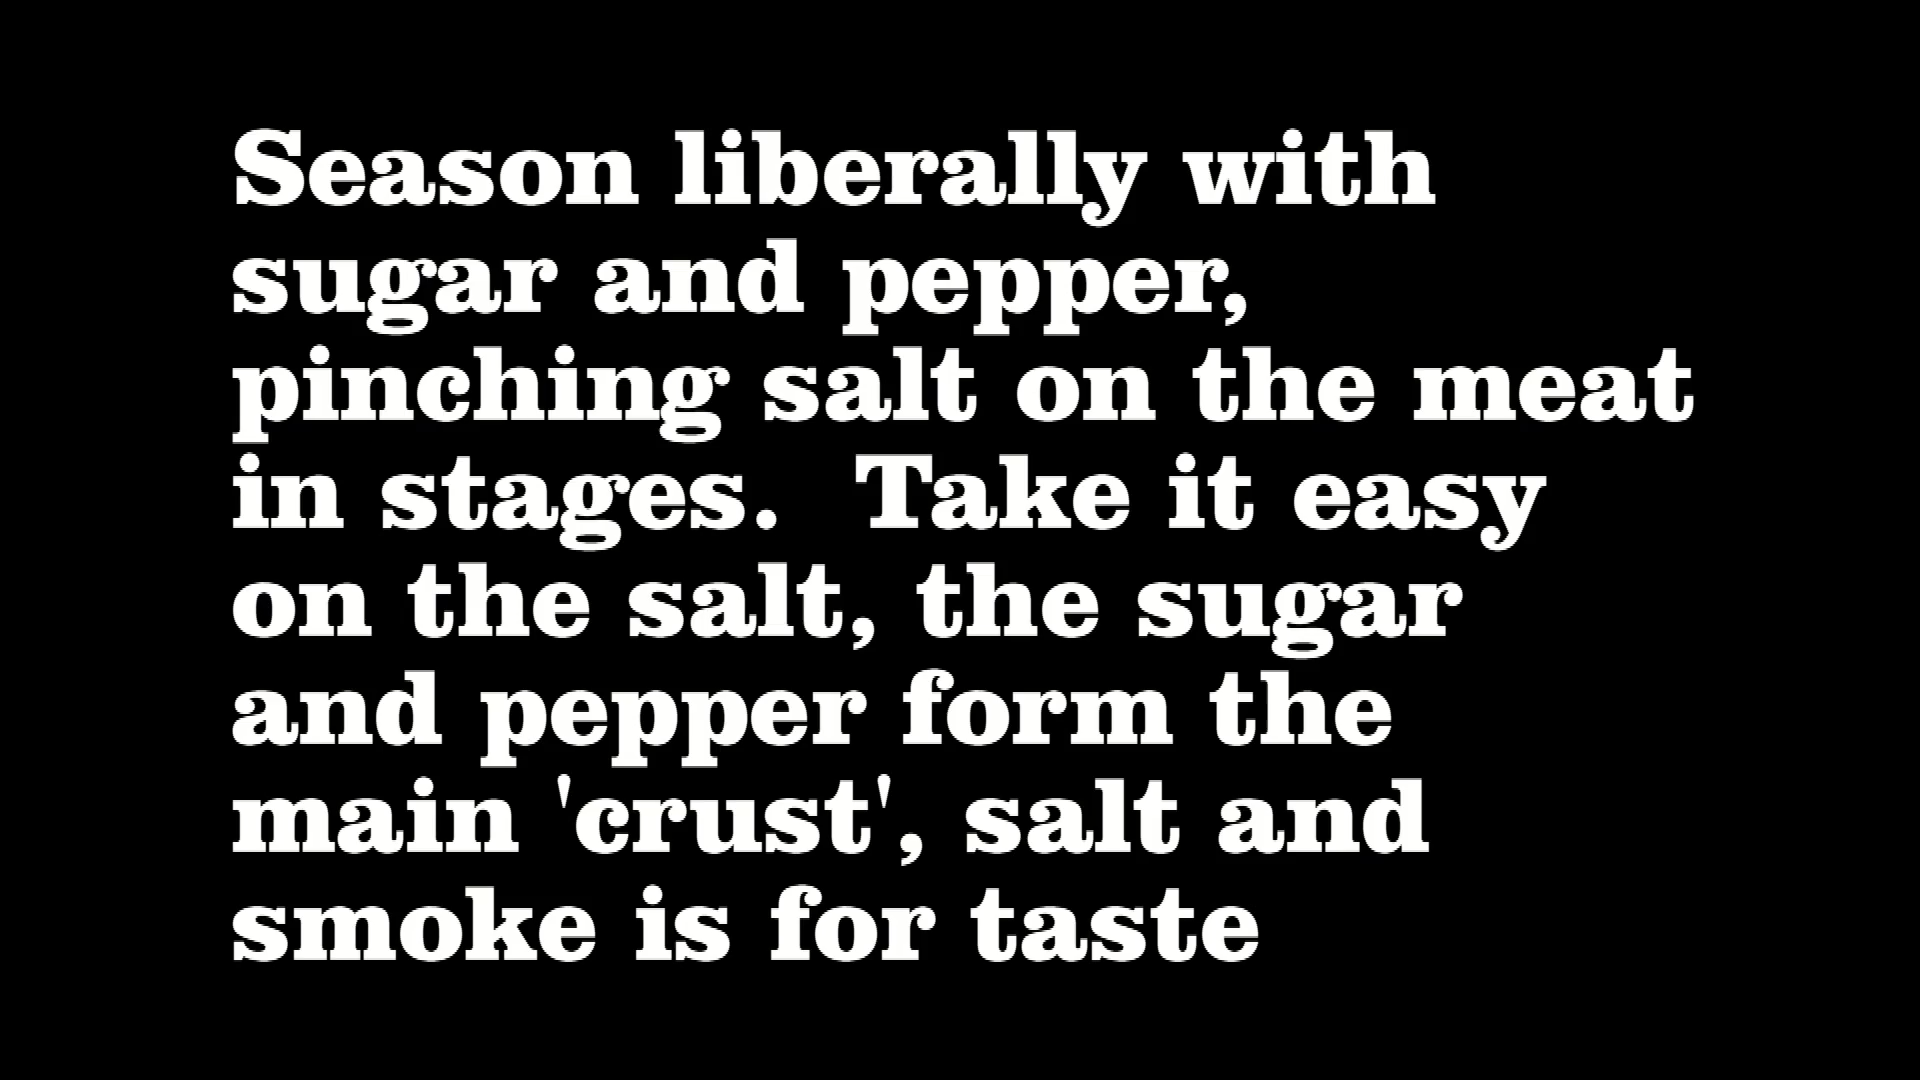 Season liberally with
sugar and pepper,
pinching salt on the meat
in stages.  Take it easy
on the salt, the sugar
and pepper form the
main 'crust', salt and
smoke is for taste